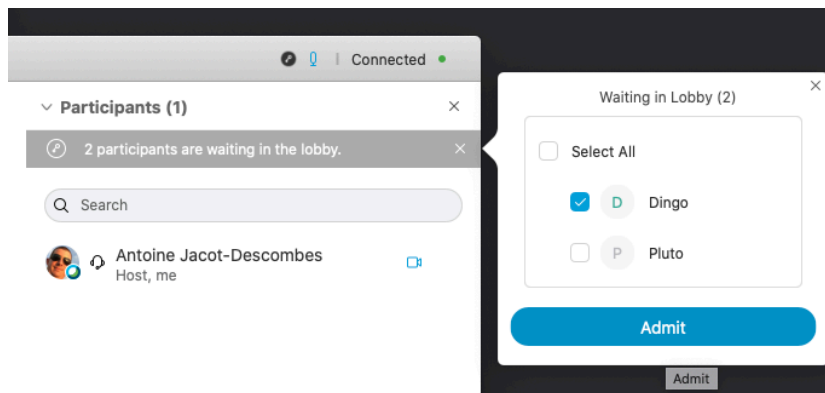 Connected
Participants (1)
2 participants are waiting in the lobby.
Search
Antoine Jacot-Descombes
Host, me
Waiting in Lobby (2)
Select All
D Dingo
P Pluto
Admit
Admit